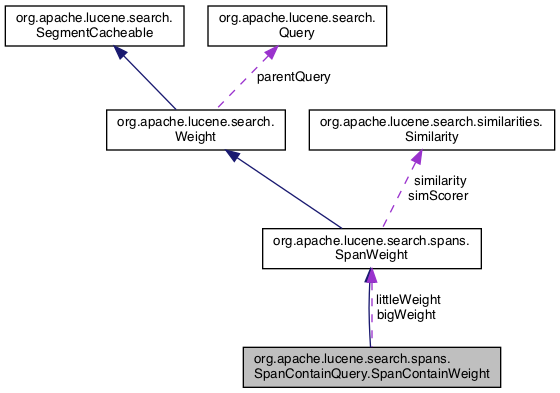 org.apache.lucene.search.
SegmentCacheable
org.apache.lucene.search.
Query
parentQuery
org.apache.lucene.search.
Weight
org.apache.lucene.search.similarities.
Similarity
similarity
simScorer
org.apache.lucene.search.spans.
SpanWeight
littleWeight
bigWeight
org.apache.lucene.search.spans.
SpanContainQuery.SpanContainWeight